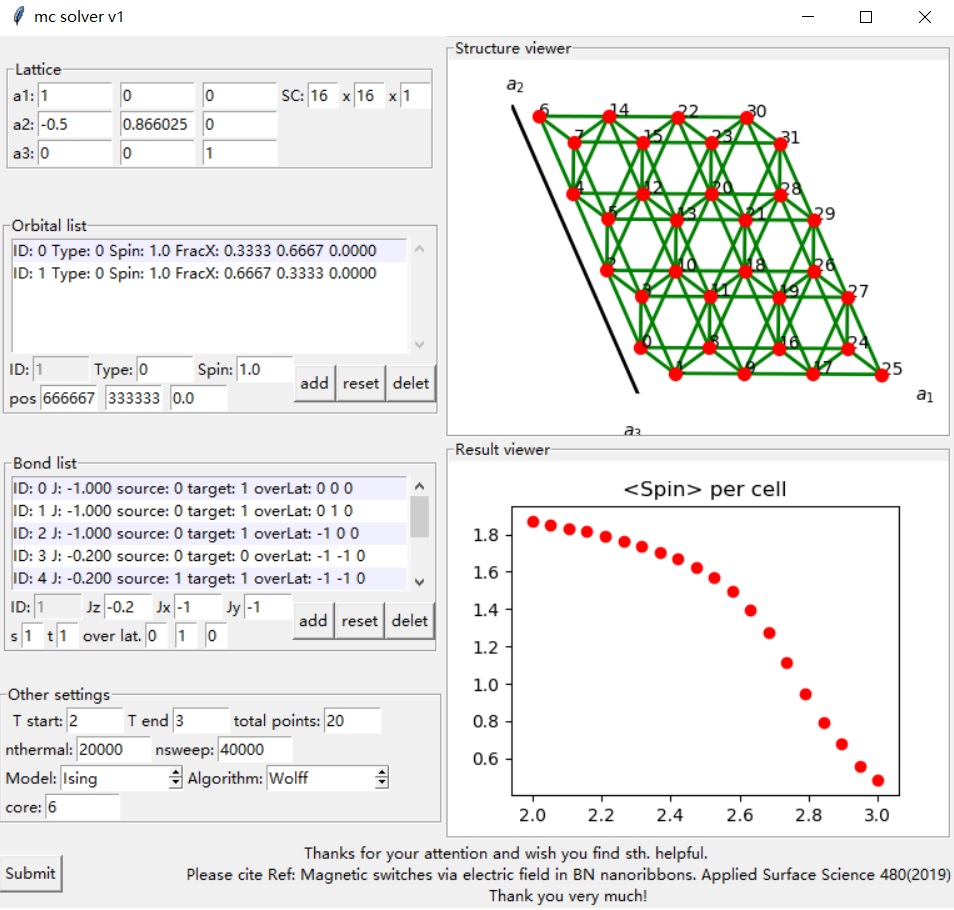 mc solver v1
Lattice
a1: 1 0 0 SC: 16 x 16 x 1
a2: -0.5 0.866025 0
a3: 0 0 1
Orbital list
ID: 0 Type: 0 Spin: 1.0 FracX: 0.3333 0.6667 0.0000
ID: 1 Type: 0 Spin: 1.0 FracX: 0.6667 0.3333 0.0000
ID: 1 Type: 0 Spin: 1.0
pos 666667 333333 0.0
add reset delet
Bond list
ID: 0 J: -1.000 source: 0 target: 1 overLat: 0 0 0
ID: 1 J: -1.000 source: 0 target: 1 overLat: 0 1 0
ID: 2 J: -1.000 source: 0 target: 1 overLat: -1 0 0
ID: 3 J: -0.200 source: 0 target: 0 overLat: -1 -1 0
ID: 4 J: -0.200 source: 1 target: 1 overLat: -1 -1 0
ID: 1 Jz -0.2 Jx -1 Jy -1
s 1 t 1 over lat. 0 1 0
add reset delet
Other settings
T start: 2 T end 3 total points: 20
nthermal: 20000 nsweep: 40000
Model: Ising Algorithm: Wolff
core: 6
Submit
Structure viewer
a2
6 14 22 30
7 15 23 31
4 12 20 28
5 13 21 29
2 10 18 26
3 11 19 27
0 8 16 24
1 9 17 25
a1
a3
Result viewer
<Spin> per cell
1.8
1.6
1.4
1.2
1.0
0.8
0.6
2.0 2.2 2.4 2.6 2.8 3.0
Thanks for your attention and wish you find sth. helpful.
Please cite Ref: Magnetic switches via electric field in BN nanoribbons. Applied Surface Science 480(2019)
Thank you very much!